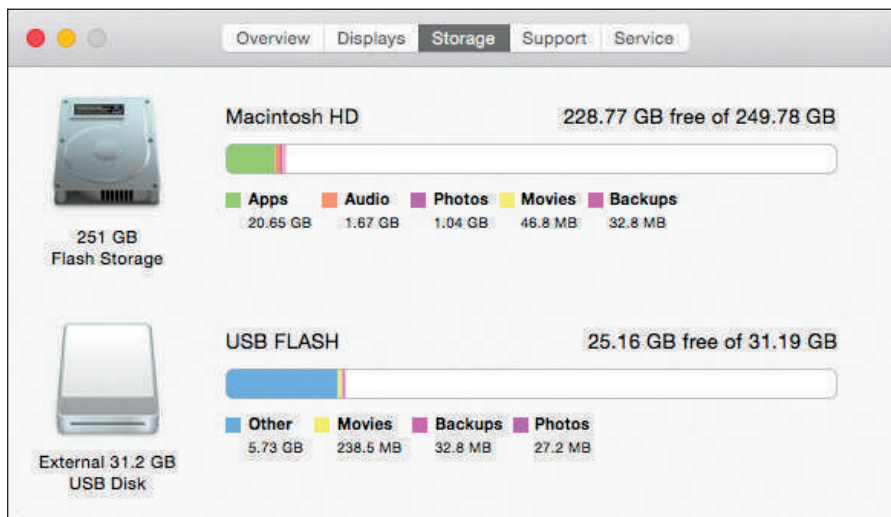 Overview Displays Storage Support Service
Macintosh HD 228.77 GB free of 249.78 GB
Apps Audio Photos Movies Backups
20.65 GB 1.67 GB 1.04 GB 46.8 MB 32.8 MB
251 GB
Flash Storage
USB FLASH 25.16 GB free of 31.19 GB
Other Movies Backups Photos
5.73 GB 238.5 MB 32.8 MB 27.2 MB
External 31.2 GB
USB Disk